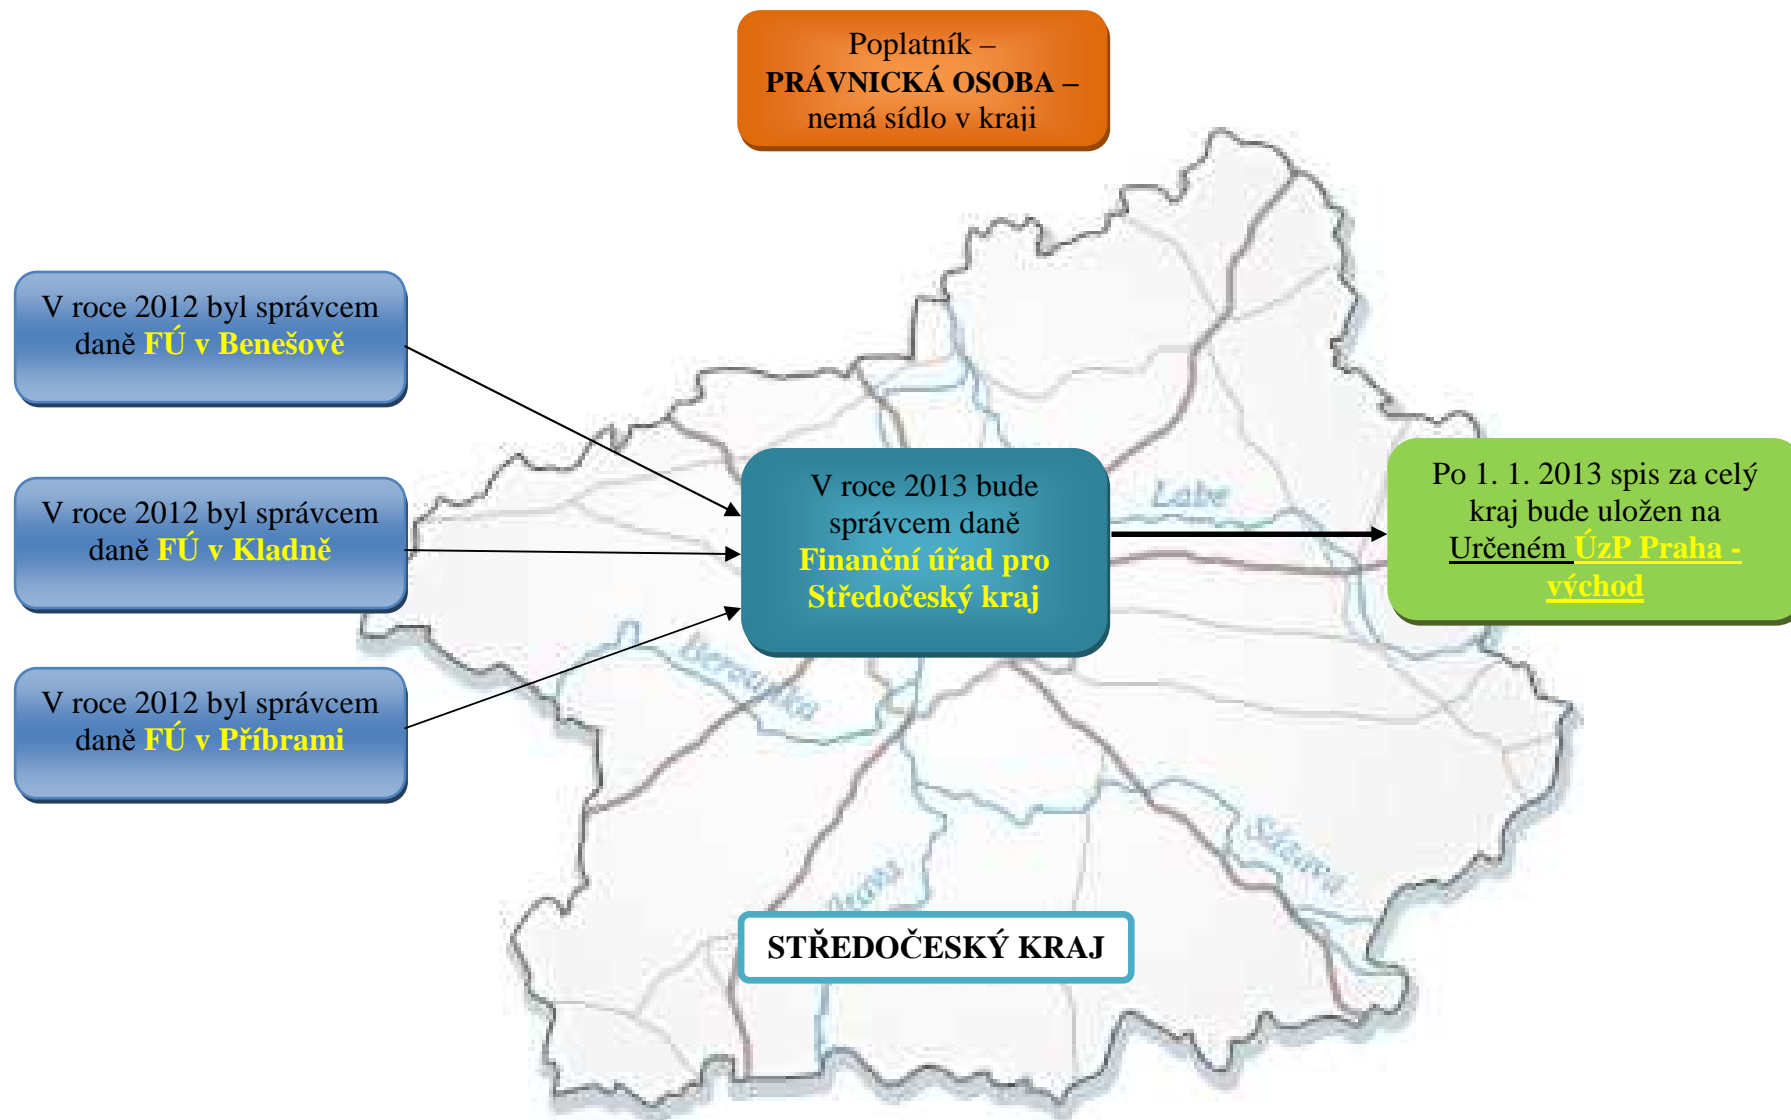 Poplatník –
PRÁVNICKÁ OSOBA –
nemá sídlo v kraji
V roce 2012 byl správcem
daně FÚ v Benešově
V roce 2012 byl správcem
daně FÚ v Kladně
V roce 2012 byl správcem
daně FÚ v Příbrami
V roce 2013 bude
správcem daně
Finanční úřad pro
Středočeský kraj
Po 1. 1. 2013 spis za celý
kraj bude uložen na
Určeném ÚzP Praha -
východ
Labe
Berounka
Sázava
STŘEDOČESKÝ KRAJ